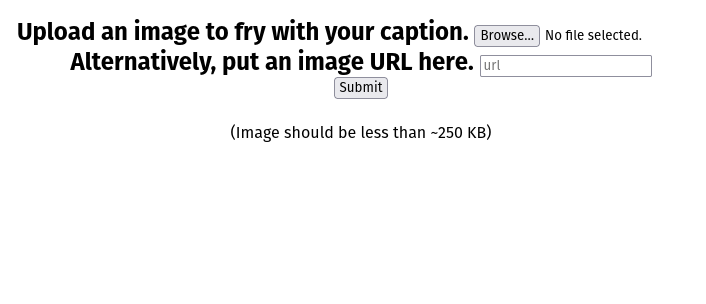 Upload an image to fry with your caption. Browse... No file selected.
Alternatively, put an image URL here. url
Submit
(Image should be less than ~250 KB)